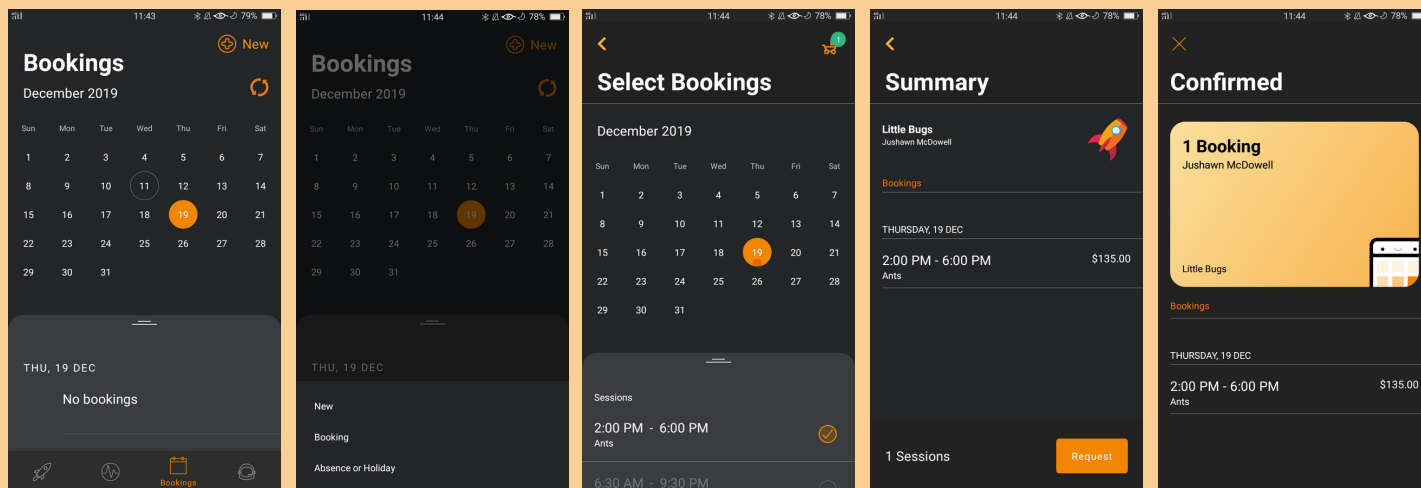 11:43 79%
New
Bookings
December 2019
Sun Mon Tue Wed Thu Fri Sat
1 2 3 4 5 6 7
8 9 10 11 12 13 14
15 16 17 18 19 20 21
22 23 24 25 26 27 28
29 30 31
THU, 19 DEC
No bookings
Bookings
11:44 78%
New
Bookings
December 2019
Sun Mon Tue Wed Thu Fri Sat
1 2 3 4 5 6 7
8 9 10 11 12 13 14
15 16 17 18 19 20 21
22 23 24 25 26 27 28
29 30 31
THU, 19 DEC
New
Booking
Absence or Holiday
11:44 78%
1
Select Bookings
December 2019
Sun Mon Tue Wed Thu Fri Sat
1 2 3 4 5 6 7
8 9 10 11 12 13 14
15 16 17 18 19 20 21
22 23 24 25 26 27 28
29 30 31
Sessions
2:00 PM - 6:00 PM
Ants
6:30 AM - 9:30 PM
11:44 78%
Summary
Little Bugs
Jushawn McDowell
Bookings
THURSDAY, 19 DEC
2:00 PM - 6:00 PM $135.00
Ants
1 Sessions Request
11:44 78%
Confirmed
1 Booking
Jushawn McDowell
Little Bugs
Bookings
THURSDAY, 19 DEC
2:00 PM - 6:00 PM $135.00
Ants